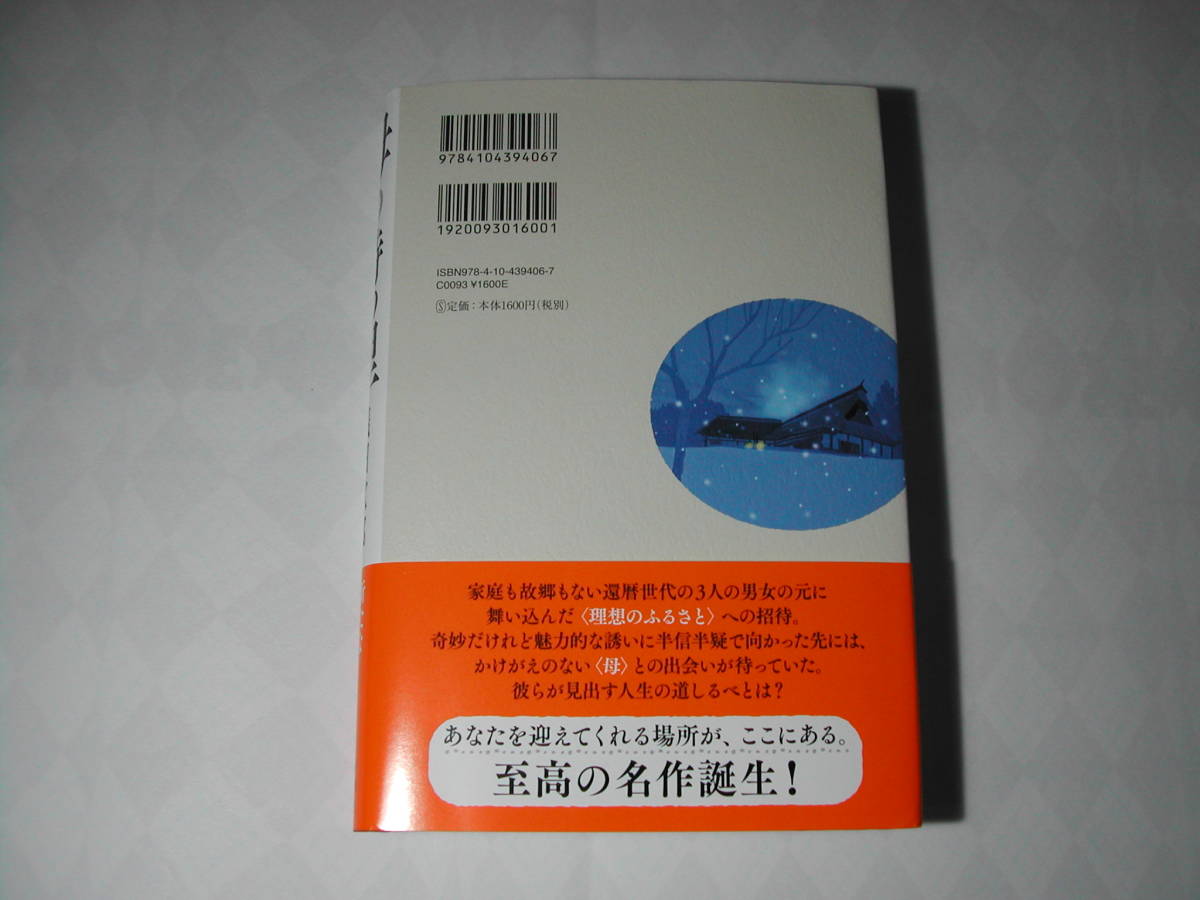 9784104394067
1920093016001
ISBN978-4-10-439406-7
C0093 ¥1600E
Ⓢ定価：本体1600円（税別）
家庭も故郷もない還暦世代の3人の男女の元に
舞い込んだ〈理想のふるさと〉への招待。
奇妙だけれど魅力的な誘いに半信半疑で向かった先には、
かけがえのない〈母〉との出会いが待っていた。
彼らが見出す人生の道しるべとは？
あなたを迎えてくれる場所が、ここにある。
至高の名作誕生！